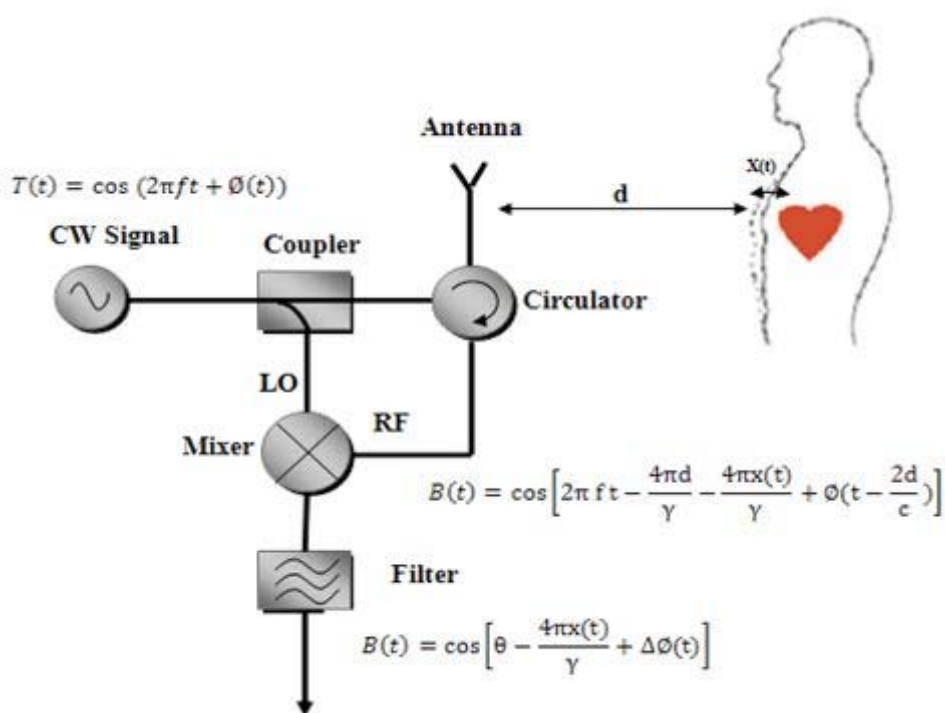 Antenna
X(t)
T(t) = cos (2πft + Ø(t))
d
CW Signal
Coupler
Circulator
LO
RF
Mixer
B(t) = cos[2π ft − 4πd/γ − 4πx(t)/γ + Ø(t − 2d/c)]
Filter
B(t) = cos[θ − 4πx(t)/γ + ΔØ(t)]